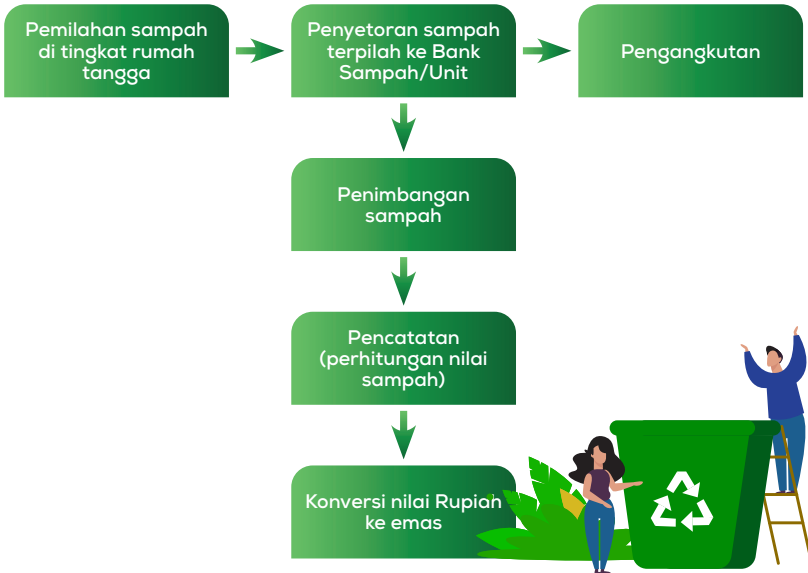 Pemilahan sampah
di tingkat rumah
tangga
Penyetoran sampah
terpilah ke Bank
Sampah/Unit
Pengangkutan
Penimbangan
sampah
Pencatatan
(perhitungan nilai
sampah)
Konversi nilai Rupian
ke emas